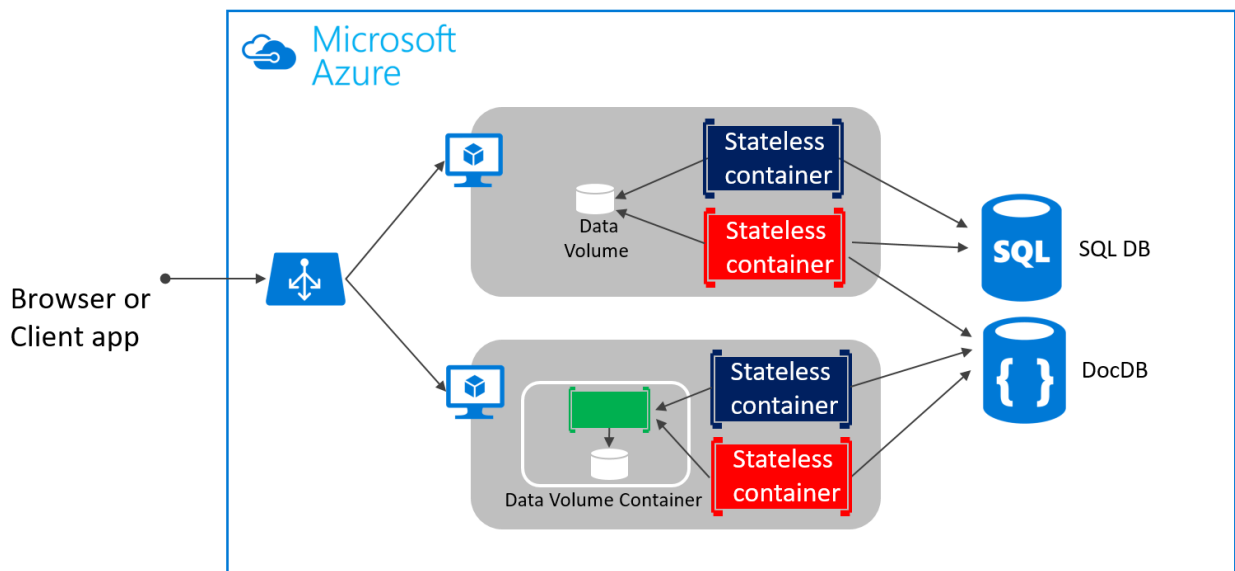 Microsoft
Azure
Stateless
container
Data
Volume
Stateless
container
SQL
SQL DB
Browser or
Client app
Stateless
container
{ }
DocDB
Stateless
container
Data Volume Container